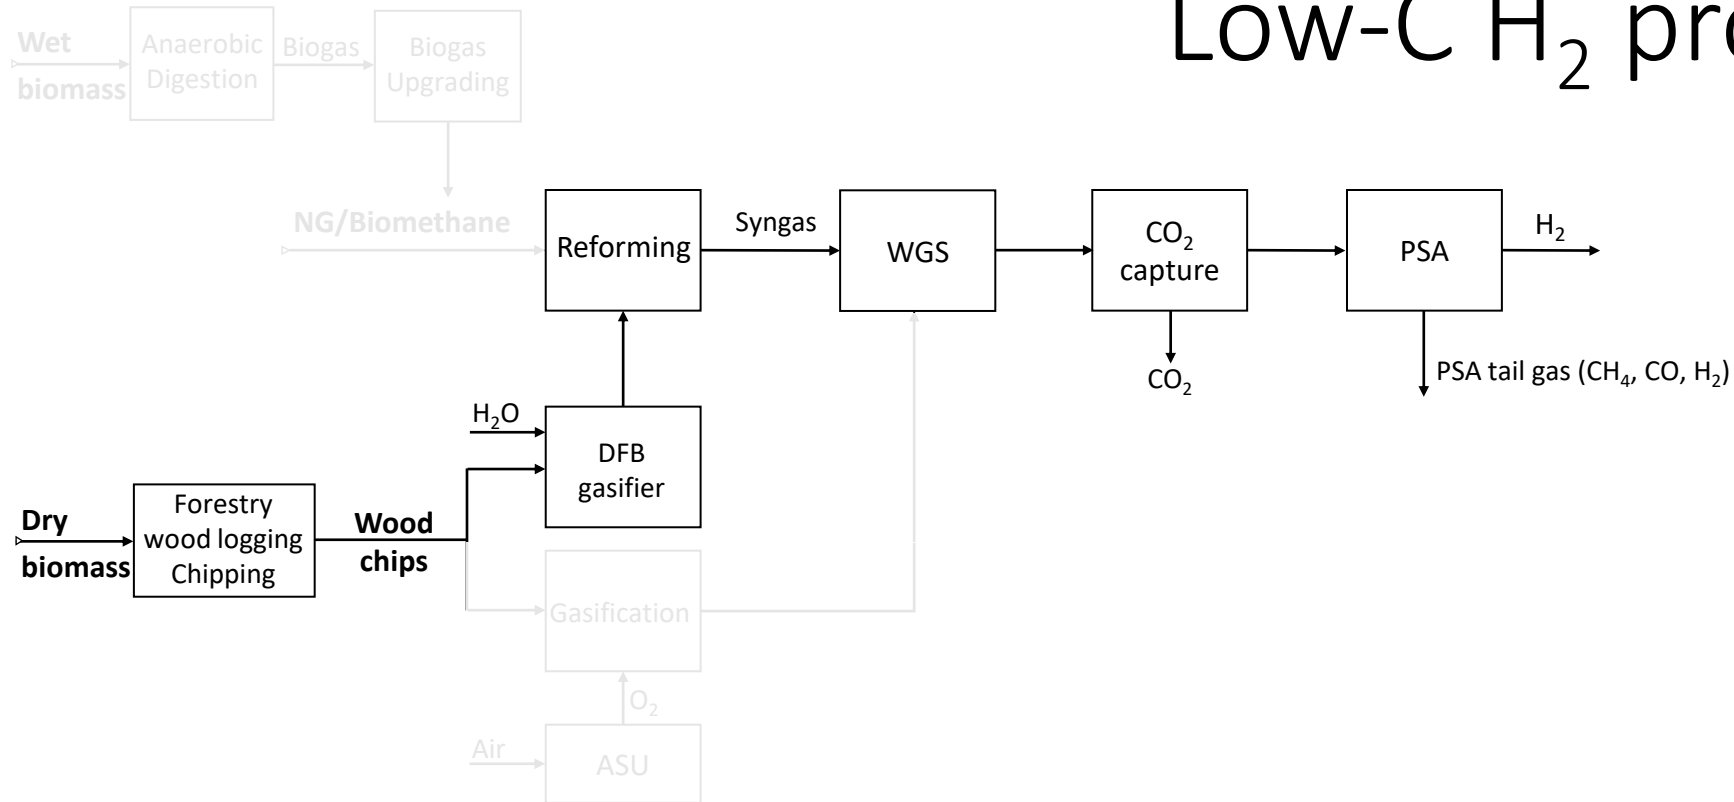 Low-C H₂ pro
Wet
biomass
Anaerobic
Digestion
Biogas
Biogas
Upgrading
NG/Biomethane
Reforming
Syngas
WGS
CO₂
capture
PSA
H₂
CO₂
PSA tail gas (CH₄, CO, H₂)
H₂O
DFB
gasifier
Dry
biomass
Forestry
wood logging
Chipping
Wood
chips
Gasification
O₂
Air
ASU